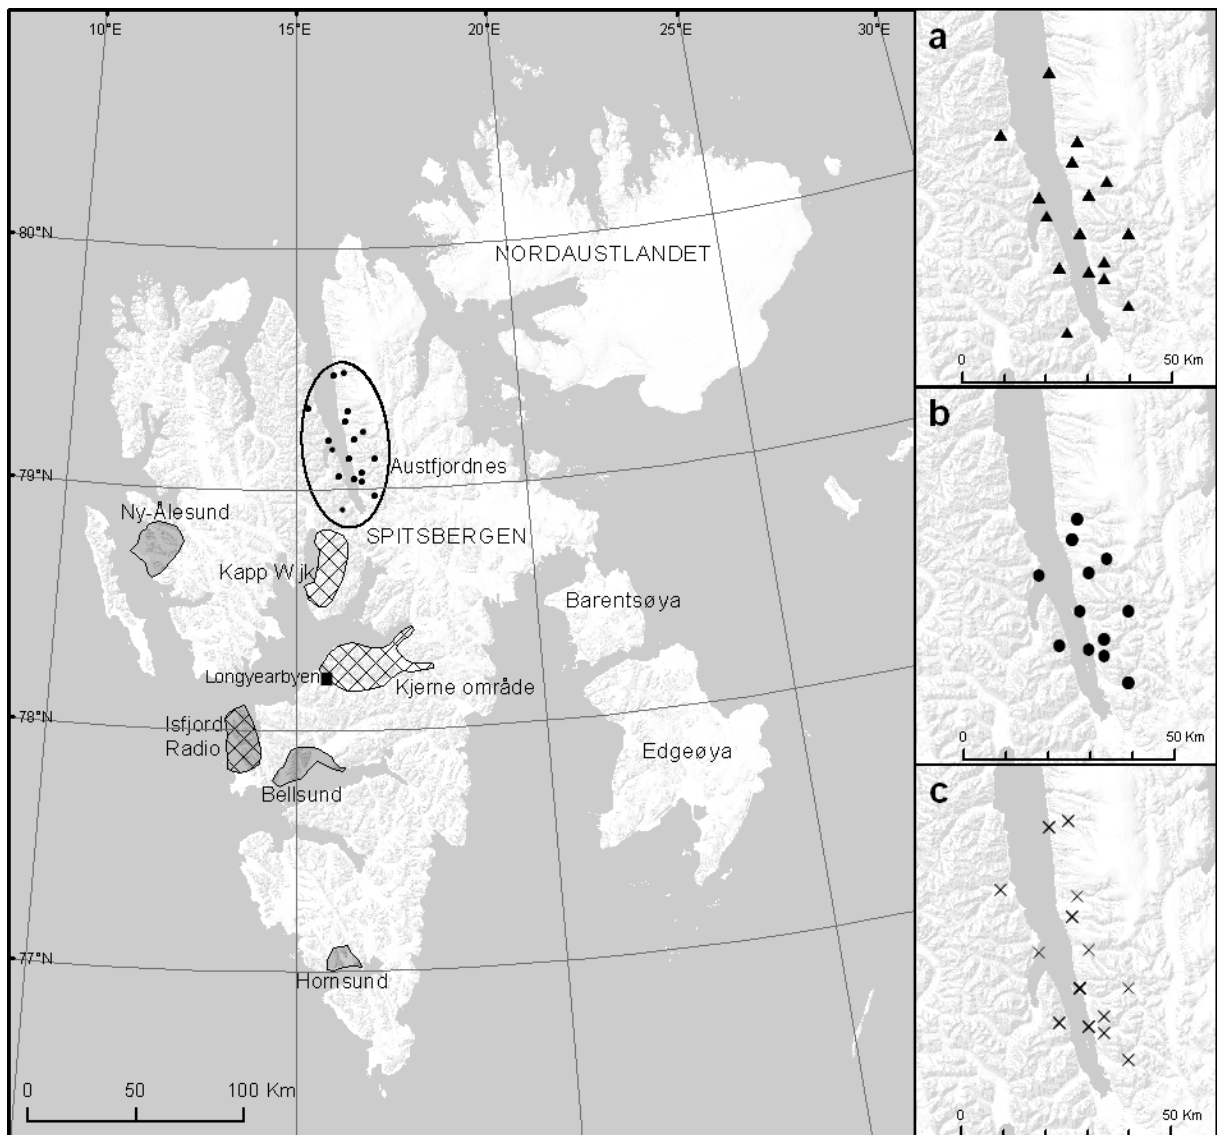 10°E
15°E
20°E
25°E
30°E
80°N
NORDAUSTLANDET
79°N
Austfjordnes
Ny-Ålesund
SPITSBERGEN
Kapp Wijk
Barentsøya
Longyearbyen
Kjerne område
78°N
Isfjord
Radio
Edgeøya
Bellsund
77°N
Hornsund
0 50 100 Km
a
0 50 Km
b
0 50 Km
c
0 50 Km